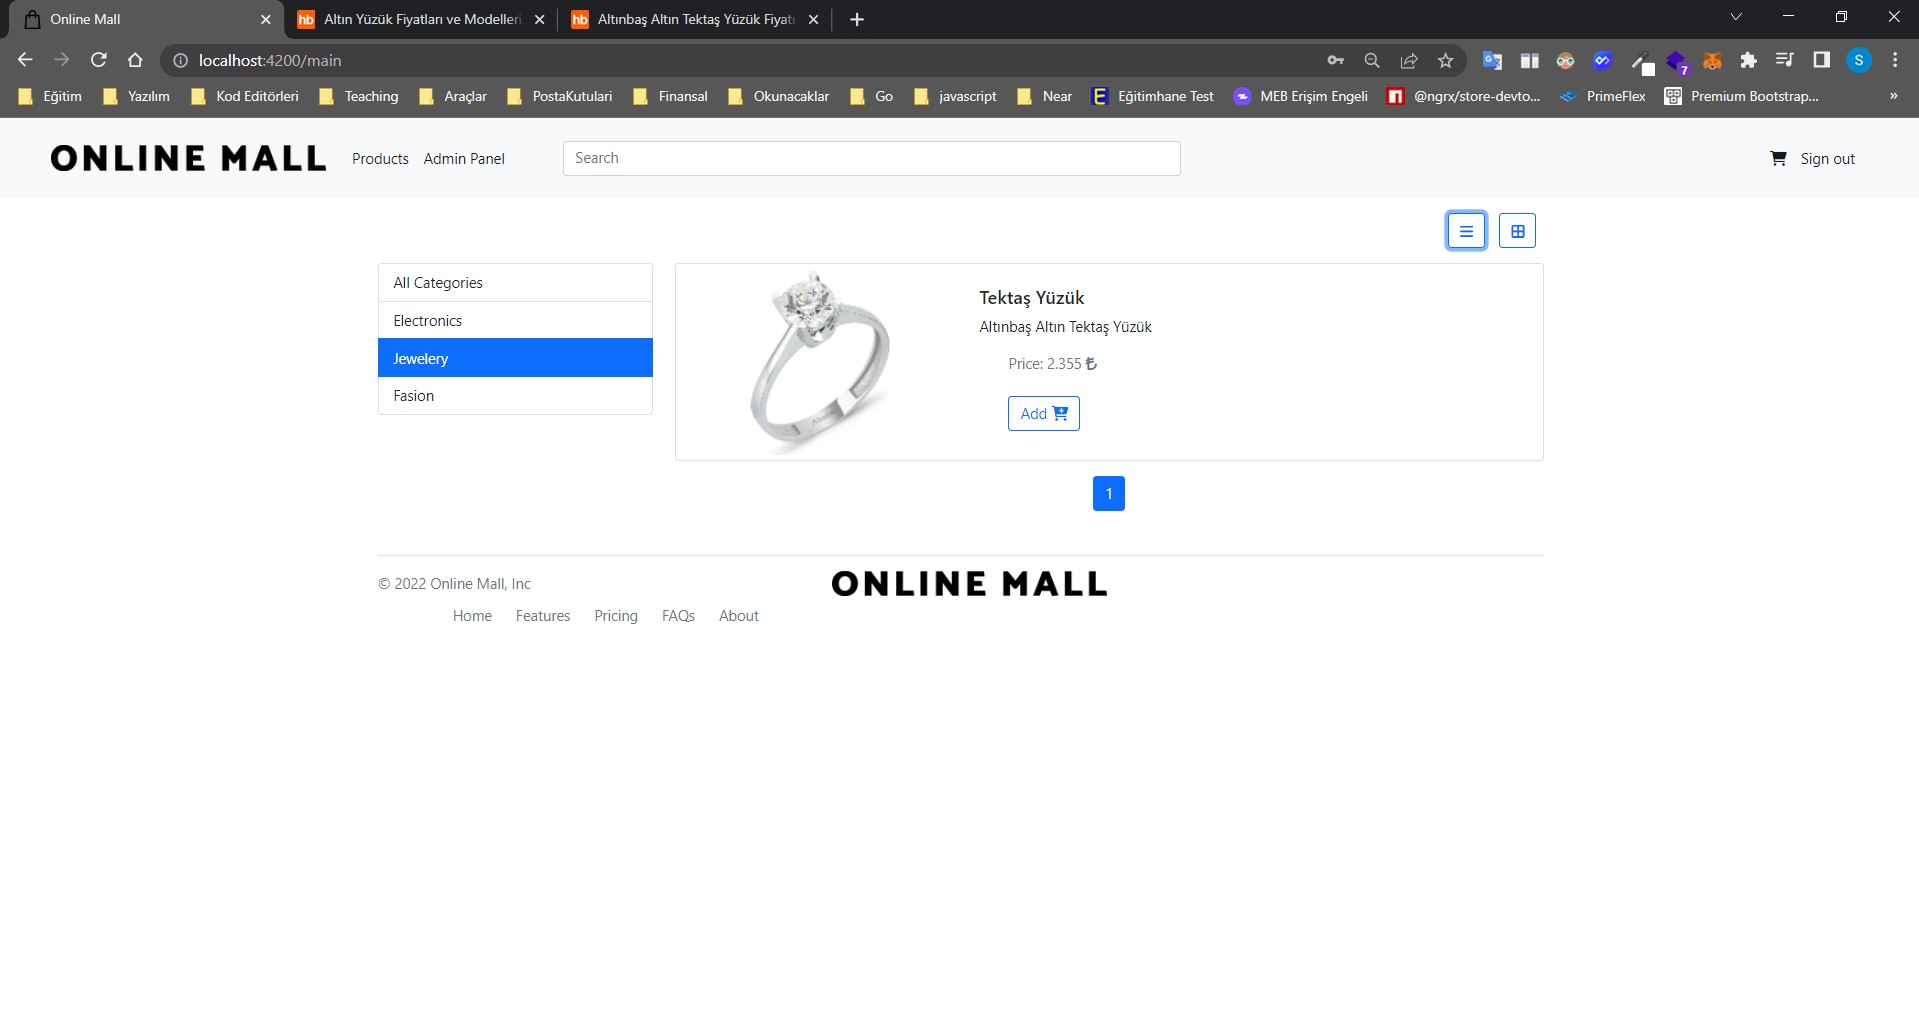 Online Mall
Altın Yüzük Fiyatları ve Modelleri
Altınbaş Altın Tektaş Yüzük Fiyatı
localhost:4200/main
7
S
Eğitim Yazılım Kod Editörleri Teaching Araçlar PostaKutulari Finansal Okunacaklar Go javascript Near Eğitimhane Test MEB Erişim Engeli @ngrx/store-devto... PrimeFlex Premium Bootstrap... »
ONLINE MALL Products Admin Panel Search Sign out
All Categories
Electronics
Jewelery
Fasion
Tektaş Yüzük
Altınbaş Altın Tektaş Yüzük
Price: 2.355 ₺
Add
1
© 2022 Online Mall, Inc
ONLINE MALL
Home Features Pricing FAQs About